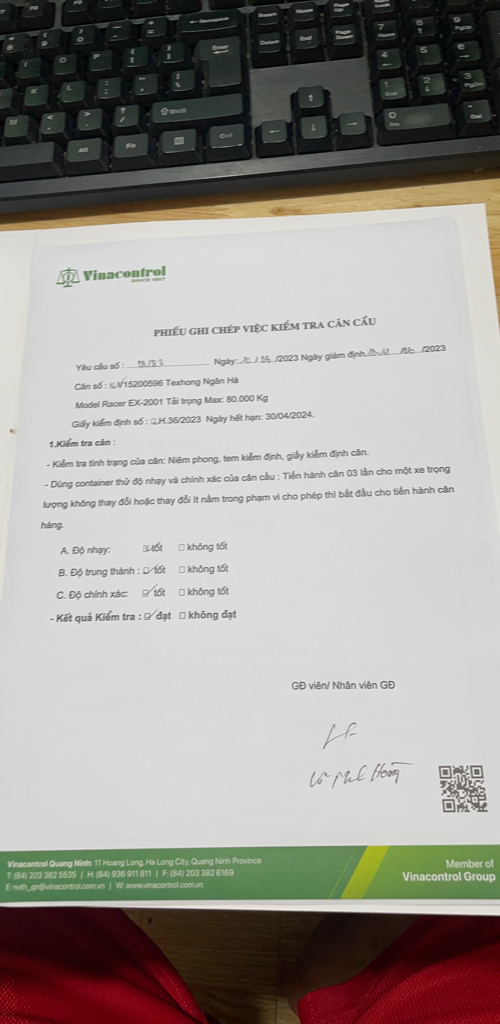 Vinacontrol
SINCE 1957
PHIẾU GHI CHÉP VIỆC KIỂM TRA CÂN CẦU
Yêu cầu số : Ngày: /2023 Ngày giám định /2023
Cân số : 15200596 Texhong Ngân Hà
Model Racer EX-2001 Tải trọng Max: 80.000 Kg
Giấy kiểm định số : .H.36/2023 Ngày hết hạn: 30/04/2024.
1.Kiểm tra cân :
- Kiểm tra tình trạng của cân: Niêm phong, tem kiểm định, giấy kiểm định cân.
- Dùng container thử độ nhạy và chính xác của cân cầu : Tiến hành cân 03 lần cho một xe trọng
lượng không thay đổi hoặc thay đổi ít nằm trong phạm vi cho phép thì bắt đầu cho tiến hành cân
hàng.
A. Độ nhạy: ☑ tốt ☐ không tốt
B. Độ trung thành : ☑ tốt ☐ không tốt
C. Độ chính xác: ☑ tốt ☐ không tốt
- Kết quả Kiểm tra : ☑ đạt ☐ không đạt
GĐ viên/ Nhân viên GĐ
Vinacontrol Quang Ninh: 11 Hoang Long, Ha Long City, Quang Ninh Province
T: (84) 203 382 5535 | H: (84) 936 911 811 | F: (84) 203 382 6169
E: nvth_qn@vinacontrol.com.vn | W: www.vinacontrol.com.vn
Member of
Vinacontrol Group